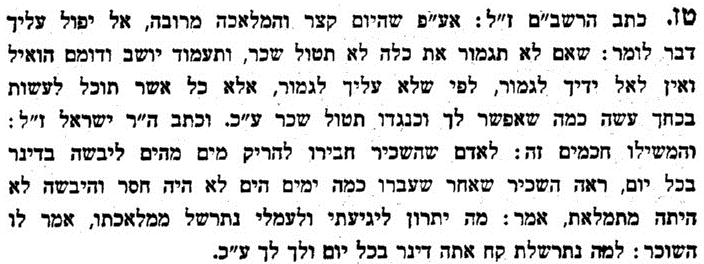 טז. כתב הרשב"ם ז"ל: אע"פ שהיום קצר והמלאכה מרובה, אל יפול עליך
דבר לומר: שאם לא תגמור את כלה לא תטול שכר, ותעמוד יושב ודומם הואיל
ואין לאל ידיך לגמור, לפי שלא עליך לגמור, אלא כל אשר תוכל לעשות
בכחך עשה כמה שאפשר לך וכנגדו תטול שכר ע"כ. וכתב ה"ר ישראל ז"ל:
והמשילו חכמים זה: לאדם שהשכיר חבירו להריק מים מהים ליבשה בדינר
בכל יום, ראה השכיר שאחר שעברו כמה ימים הים לא היה חסר והיבשה לא
היתה מתמלאת, אמר: מה יתרון ליגיעתי ולעמלי נתרשל ממלאכתו, אמר לו
השוכר: למה נתרשלת קח אתה דינר בכל יום ולך לך ע"כ.